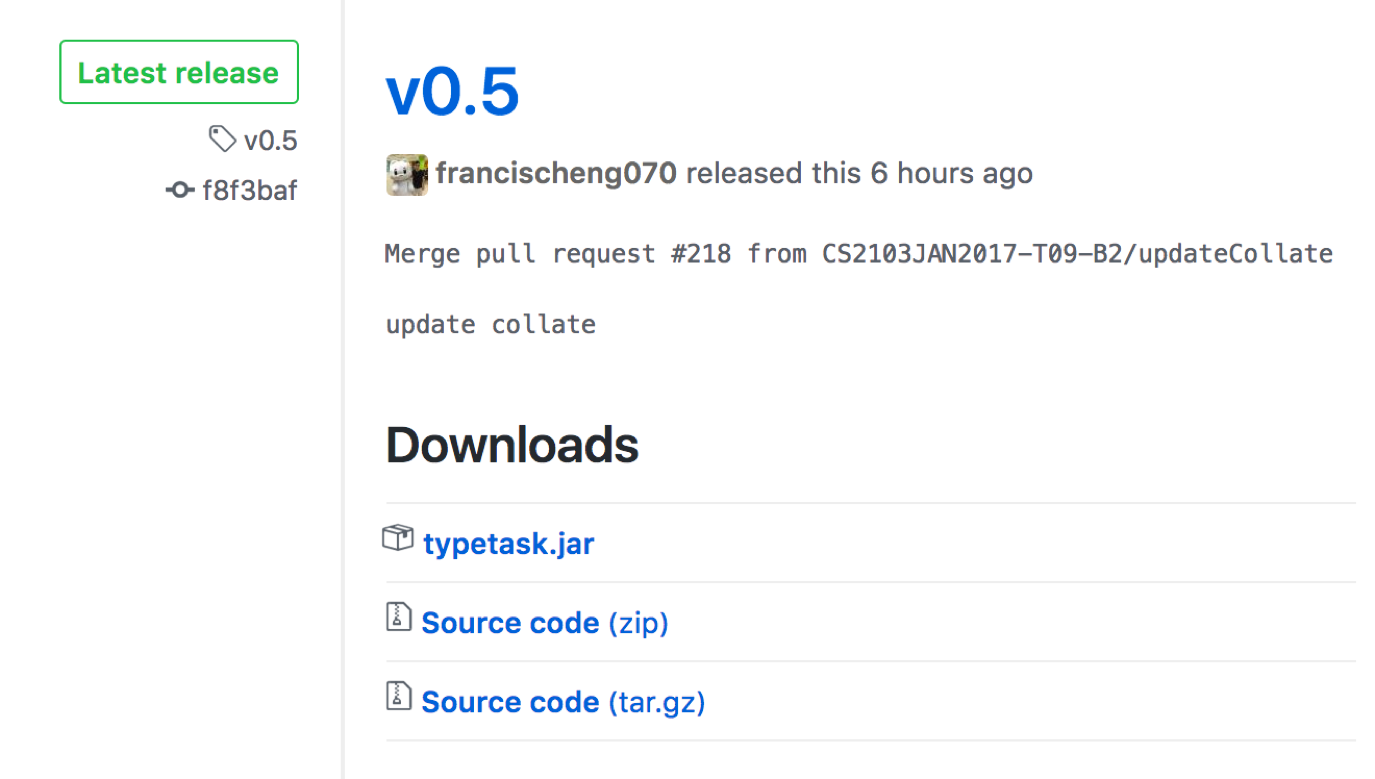 Latest release
v0.5
f8f3baf
v0.5
francischeng070 released this 6 hours ago
Merge pull request #218 from CS2103JAN2017-T09-B2/updateCollate
update collate
Downloads
typetask.jar
Source code (zip)
Source code (tar.gz)